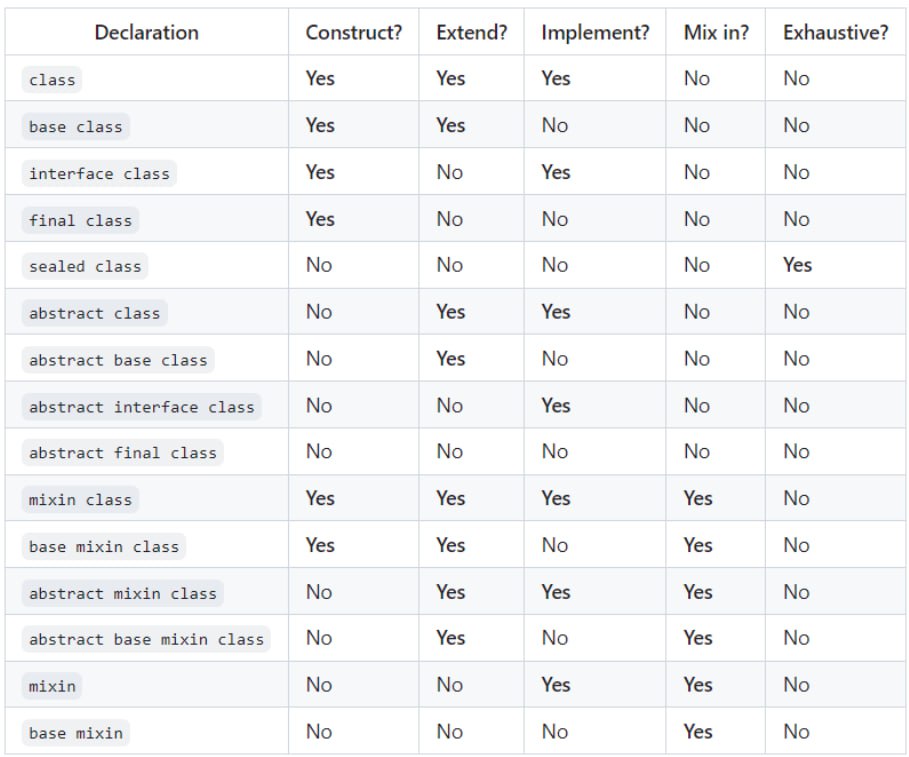 Declaration Construct? Extend? Implement? Mix in? Exhaustive?
class Yes Yes Yes No No
base class Yes Yes No No No
interface class Yes No Yes No No
final class Yes No No No No
sealed class No No No No Yes
abstract class No Yes Yes No No
abstract base class No Yes No No No
abstract interface class No No Yes No No
abstract final class No No No No No
mixin class Yes Yes Yes Yes No
base mixin class Yes Yes No Yes No
abstract mixin class No Yes Yes Yes No
abstract base mixin class No Yes No Yes No
mixin No No Yes Yes No
base mixin No No No Yes No